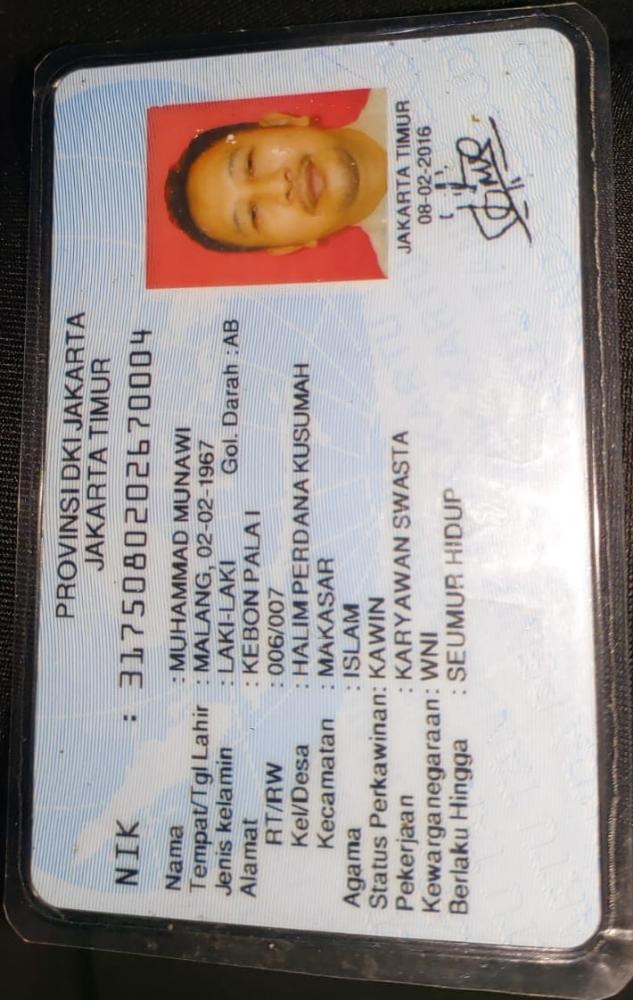 PROVINSI DKI JAKARTA
JAKARTA TIMUR
NIK : 3175080202670004
Nama : MUHAMMAD MUNAWI
Tempat/Tgl Lahir : MALANG, 02-02-1967
Jenis kelamin : LAKI-LAKI Gol. Darah : AB
Alamat : KEBON PALA I
RT/RW : 006/007
Kel/Desa : HALIM PERDANA KUSUMAH
Kecamatan : MAKASAR
Agama : ISLAM
Status Perkawinan: KAWIN
Pekerjaan : KARYAWAN SWASTA
Kewarganegaraan: WNI
Berlaku Hingga : SEUMUR HIDUP
JAKARTA TIMUR
08-02-2016